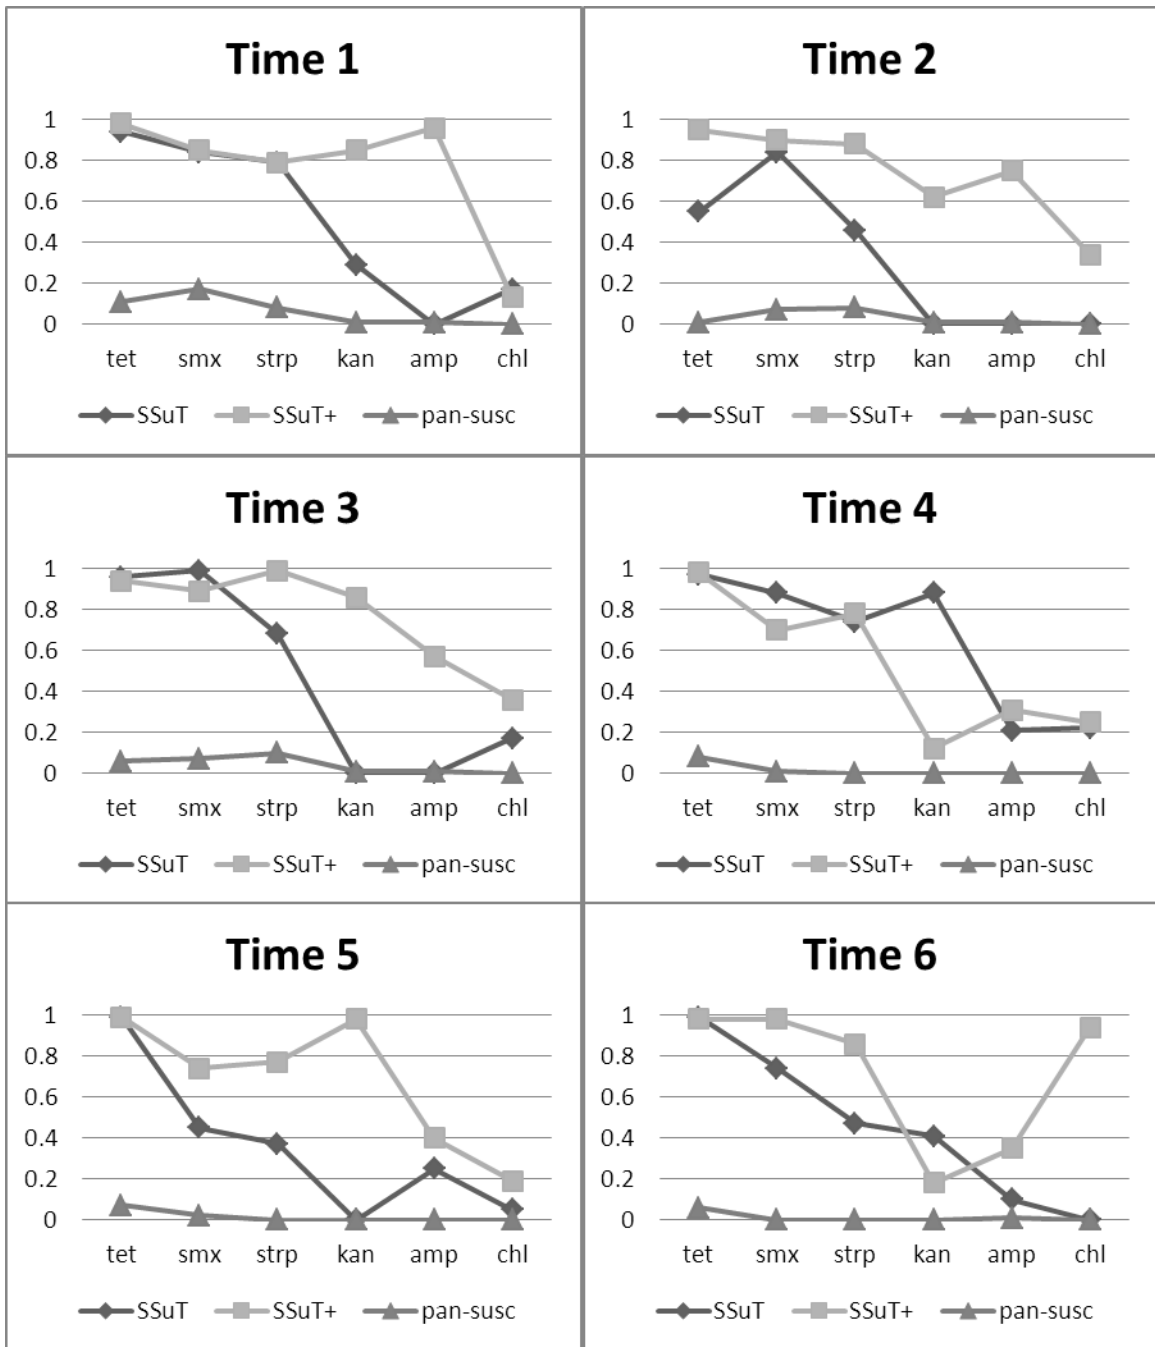 Time 1
1
0.8
0.6
0.4
0.2
0
tet smx strp kan amp chl
SSuT SSuT+ pan-susc
Time 2
1
0.8
0.6
0.4
0.2
0
tet smx strp kan amp chl
SSuT SSuT+ pan-susc
Time 3
1
0.8
0.6
0.4
0.2
0
tet smx strp kan amp chl
SSuT SSuT+ pan-susc
Time 4
1
0.8
0.6
0.4
0.2
0
tet smx strp kan amp chl
SSuT SSuT+ pan-susc
Time 5
1
0.8
0.6
0.4
0.2
0
tet smx strp kan amp chl
SSuT SSuT+ pan-susc
Time 6
1
0.8
0.6
0.4
0.2
0
tet smx strp kan amp chl
SSuT SSuT+ pan-susc